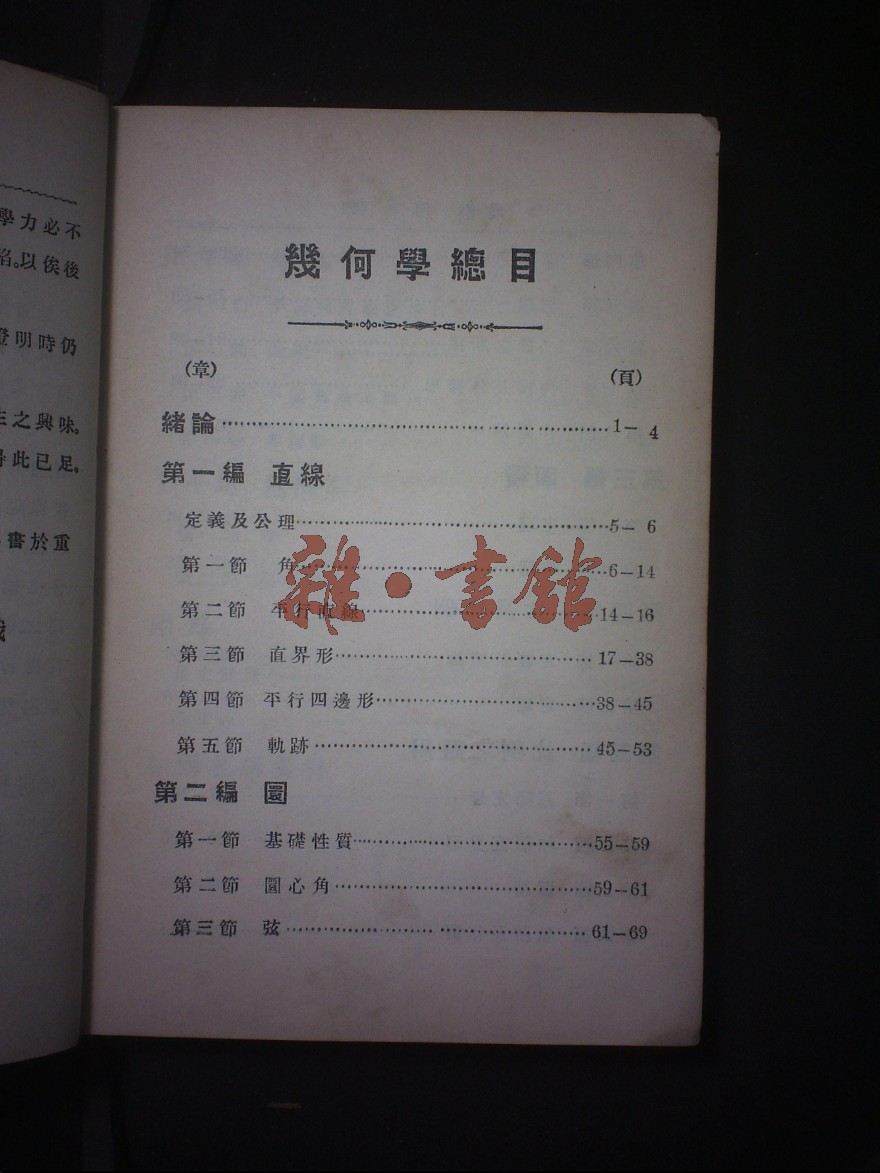 學力必不
以俟後
證明時仍
之興味。
此已足。
書於重
幾何學總目
(章)
(頁)
緒論 1-4
第一編 直線
定義及公理 5-6
第一節 角 6-14
第二節 平行直線 14-16
第三節 直界形 17-38
第四節 平行四邊形 38-45
第五節 軌跡 45-53
第二編 圜
第一節 基礎性質 55-59
第二節 圜心角 59-61
第三節 弦 61-69
雜·書館